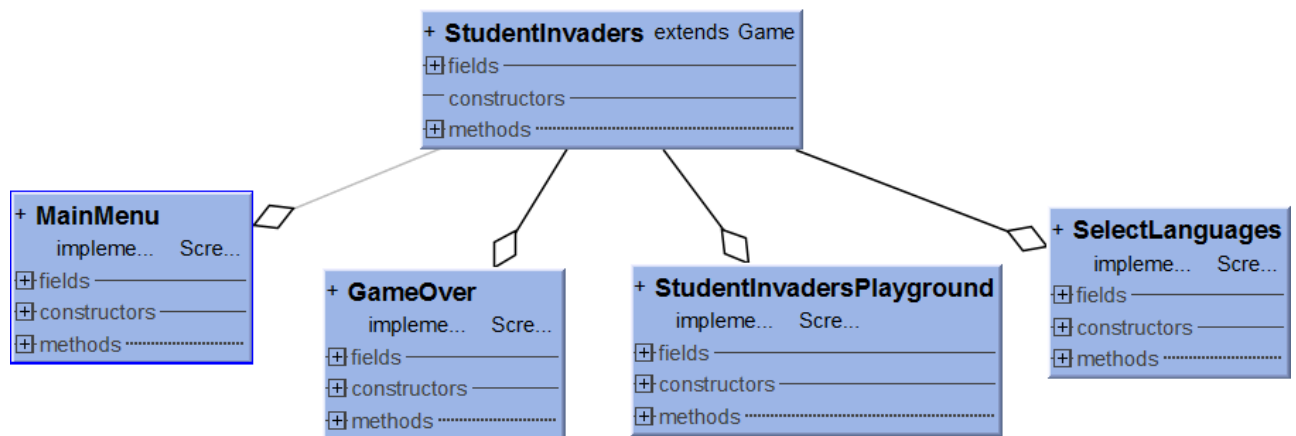 + StudentInvaders extends Game
+ fields
constructors
+ methods
+ MainMenu
impleme... Scre...
+ fields
+ constructors
+ methods
+ GameOver
impleme... Scre...
+ fields
+ constructors
+ methods
+ StudentInvadersPlayground
impleme... Scre...
+ fields
+ constructors
+ methods
+ SelectLanguages
impleme... Scre...
+ fields
+ constructors
+ methods